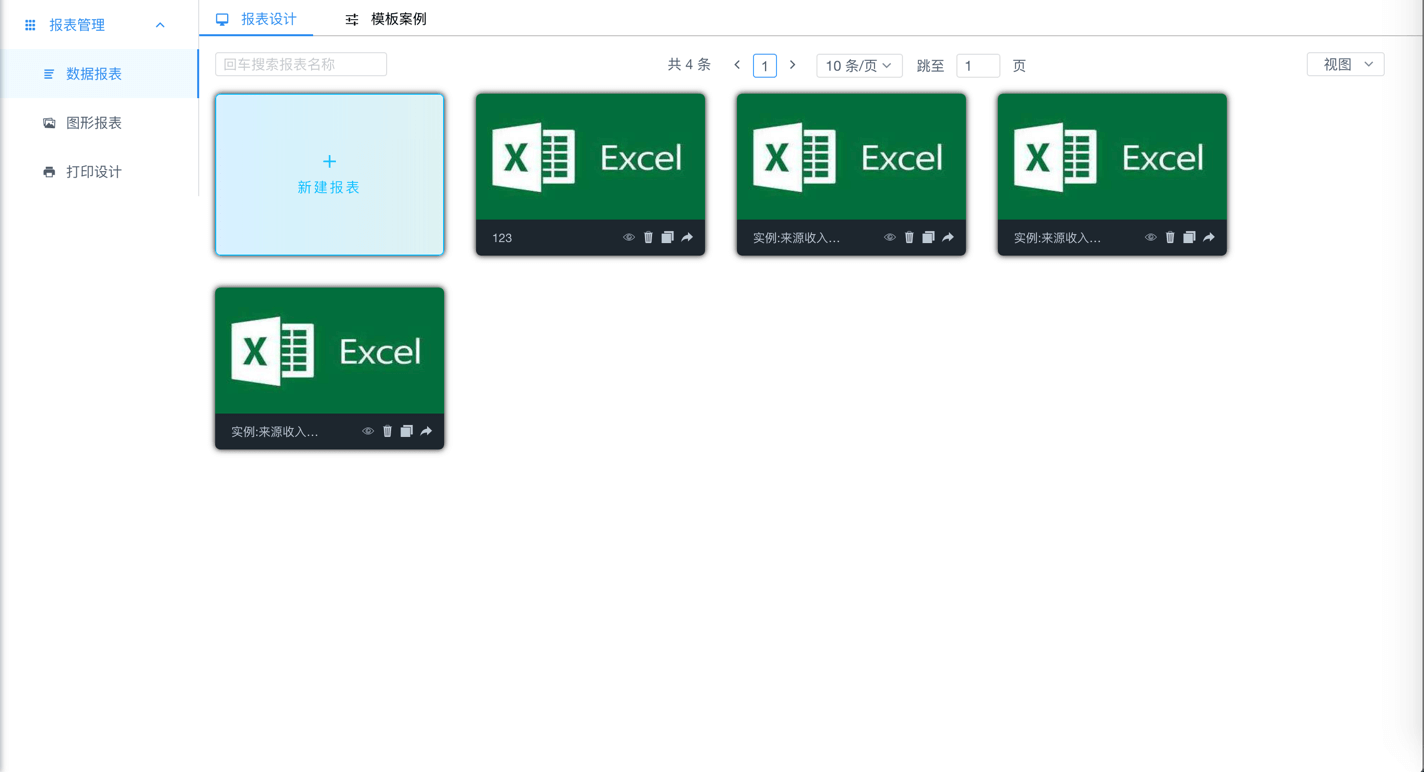 报表管理
数据报表
图形报表
打印设计
报表设计 模板案例
回车搜索报表名称 共 4 条 1 10 条/页 跳至 1 页 视图
新建报表
X Excel
123
X Excel
实例:来源收入...
X Excel
实例:来源收入...
X Excel
实例:来源收入...